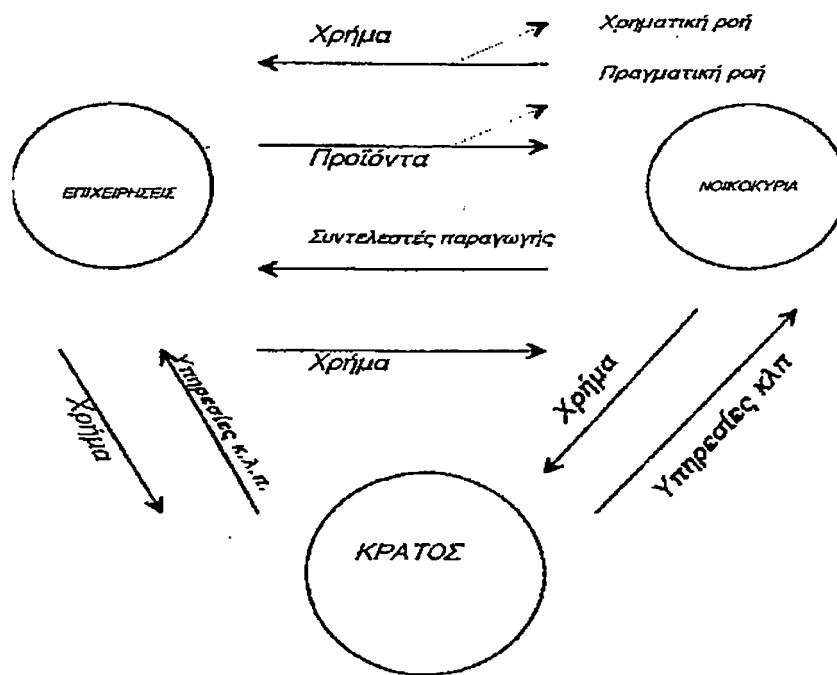 Χρήμα
Χρηματική ροή
Πραγματική ροή
Προϊόντα
ΕΠΙΧΕΙΡΗΣΕΙΣ
ΝΟΙΚΟΚΥΡΙΑ
Συντελεστές παραγωγής
Χρήμα
Χρήμα
Υπηρεσίες κ.λ.π.
Χρήμα
Υπηρεσίες κλπ
ΚΡΑΤΟΣ